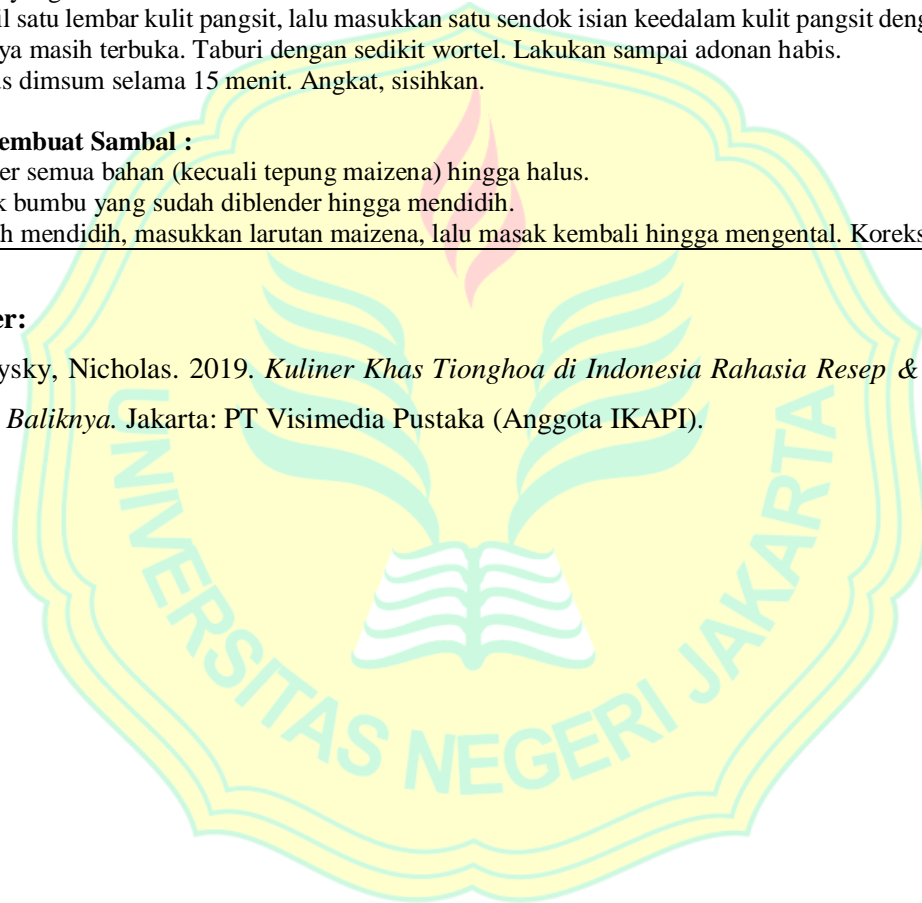 il satu lembar kulit pangsit, lalu masukkan satu sendok isian keedalam kulit pangsit deng
ya masih terbuka. Taburi dengan sedikit wortel. Lakukan sampai adonan habis.
us dimsum selama 15 menit. Angkat, sisihkan.
embuat Sambal :
er semua bahan (kecuali tepung maizena) hingga halus.
k bumbu yang sudah diblender hingga mendidih.
h mendidih, masukkan larutan maizena, lalu masak kembali hingga mengental. Koreks
er:
ysky, Nicholas. 2019. Kuliner Khas Tionghoa di Indonesia Rahasia Resep &
Baliknya. Jakarta: PT Visimedia Pustaka (Anggota IKAPI).
UNIVERSITAS NEGERI JAKARTA